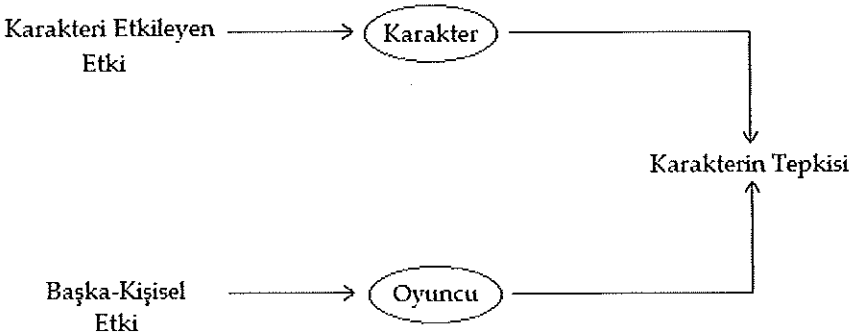 Karakteri Etkileyen
Etki
Karakter
Karakterin Tepkisi
Başka-Kişisel
Etki
Oyuncu